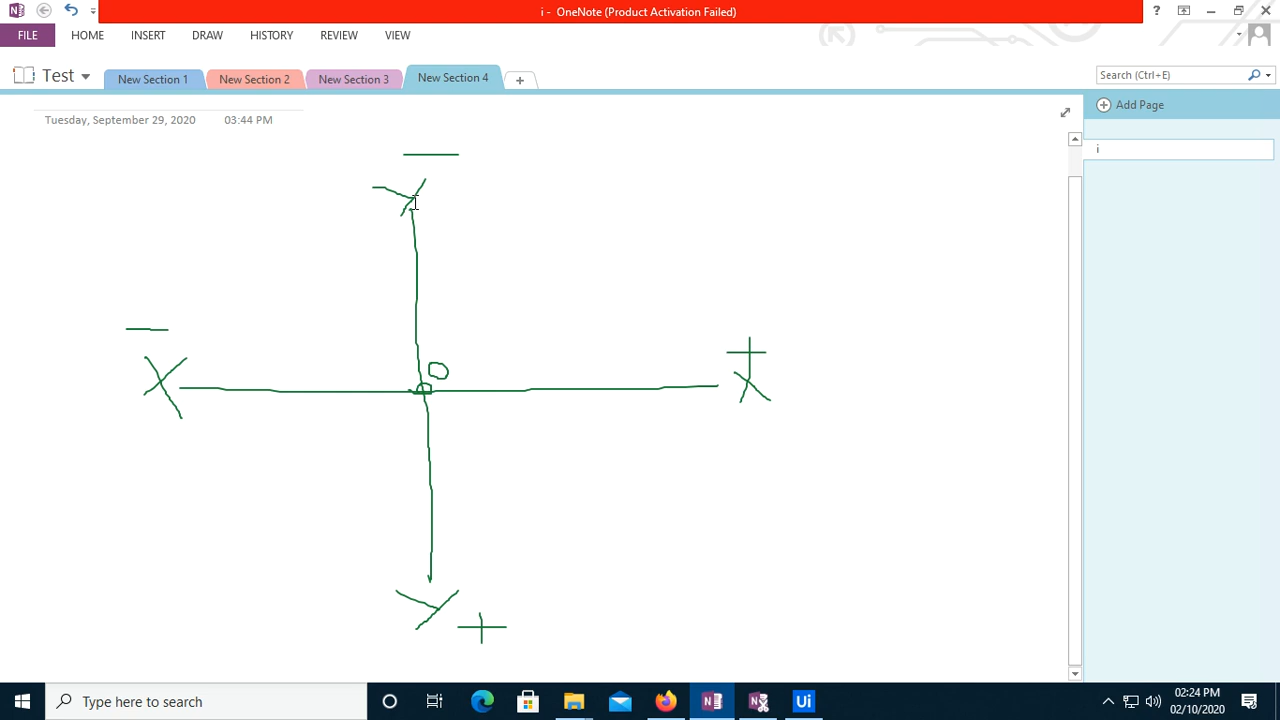 i - OneNote (Product Activation Failed)
?
FILE HOME INSERT DRAW HISTORY REVIEW VIEW
Test New Section 1 New Section 2 New Section 3 New Section 4 +
Search (Ctrl+E)
Add Page
Tuesday, September 29, 2020 03:44 PM
i
—
Y
— +
X O X
Y +
Type here to search
Ui
02:24 PM
02/10/2020